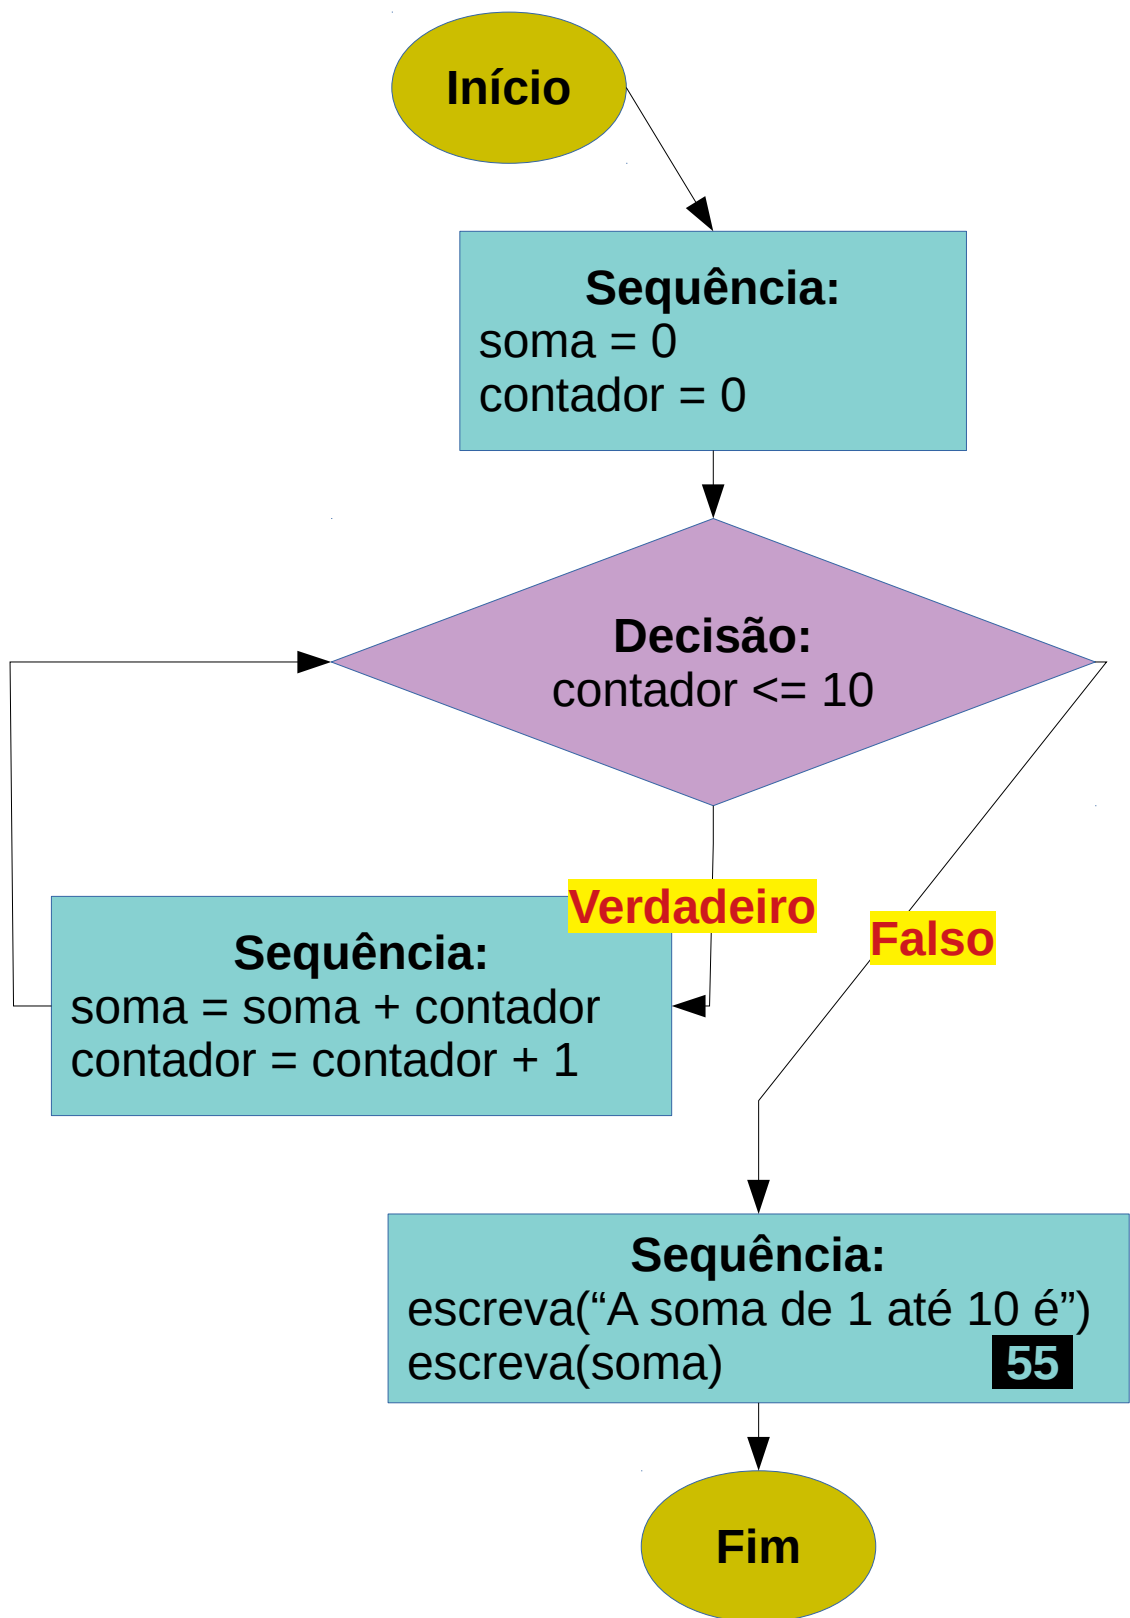 Início
Sequência:
soma = 0
contador = 0
Decisão:
contador <= 10
Verdadeiro
Falso
Sequência:
soma = soma + contador
contador = contador + 1
Sequência:
escreva(“A soma de 1 até 10 é”)
escreva(soma) 55
Fim